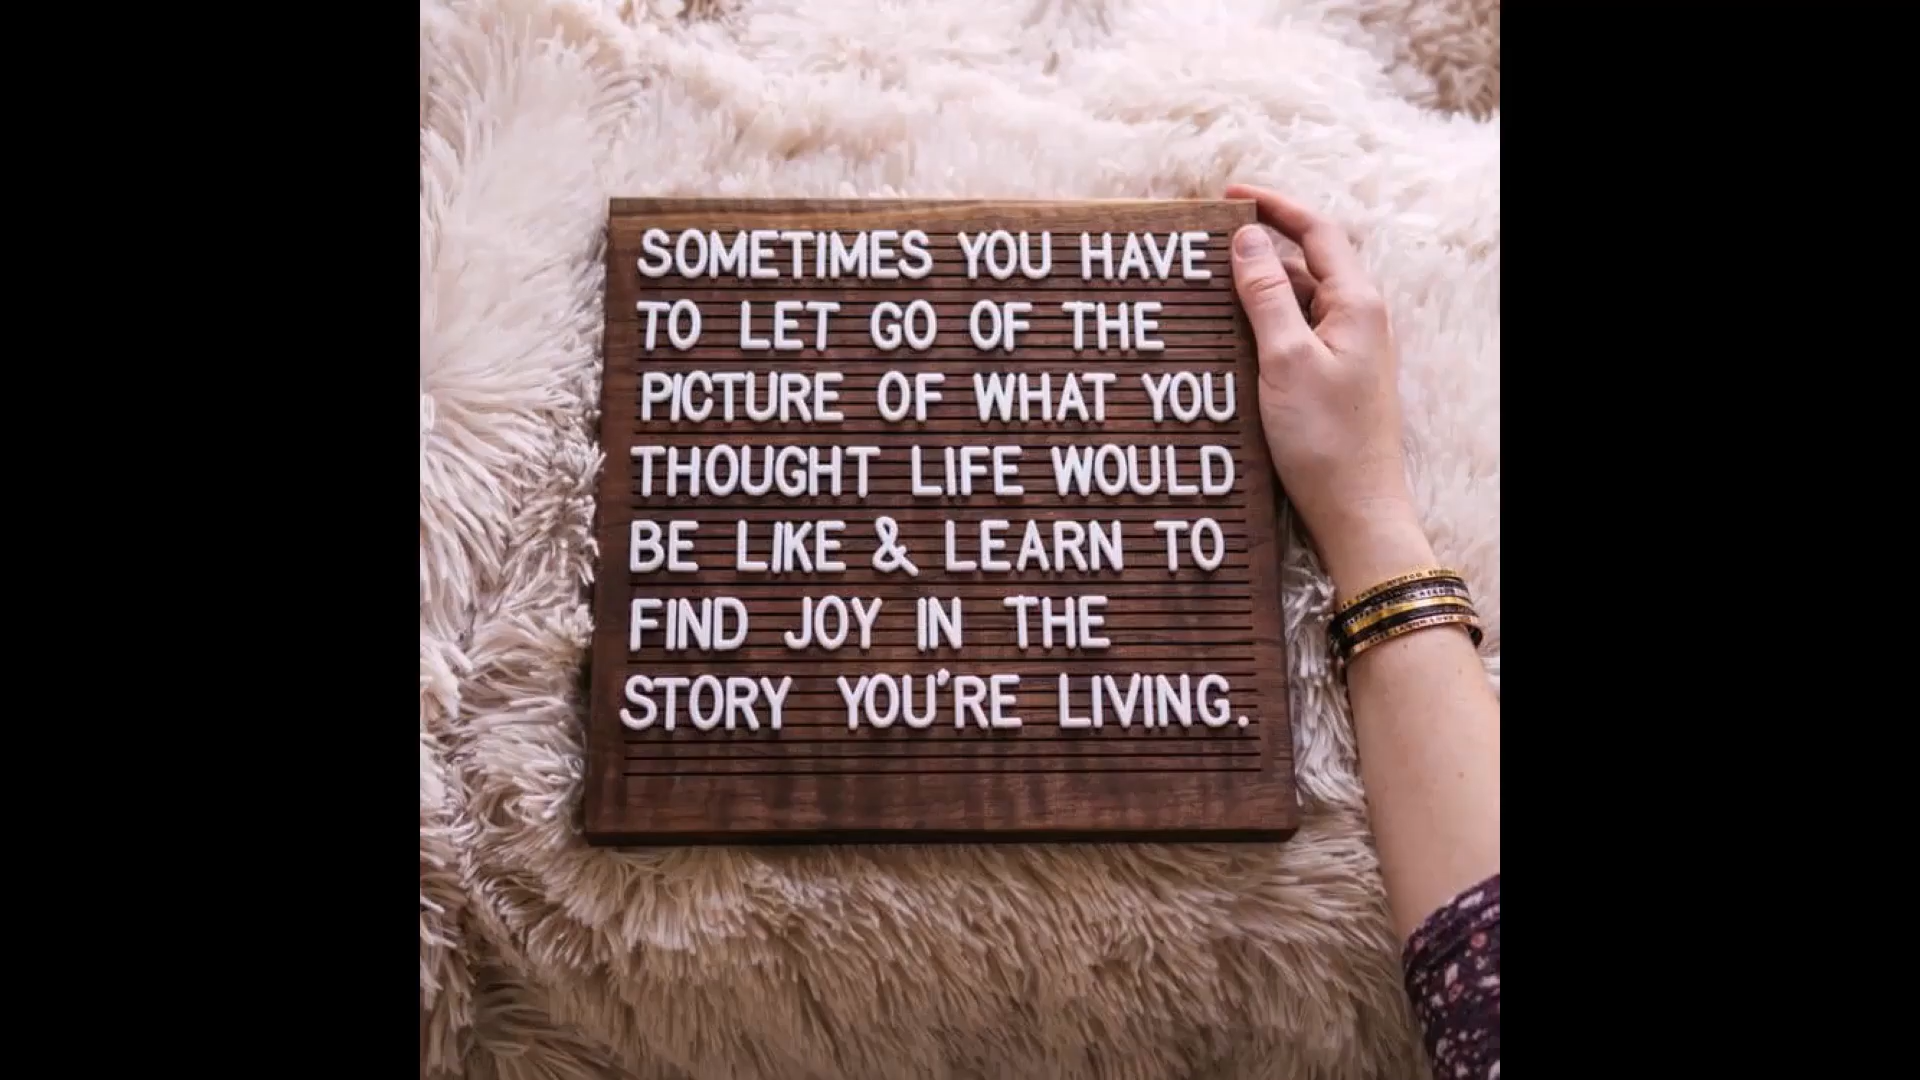 SOMETIMES YOU HAVE
TO LET GO OF THE
PICTURE OF WHAT YOU
THOUGHT LIFE WOULD
BE LIKE & LEARN TO
FIND JOY IN THE
STORY YOU'RE LIVING.